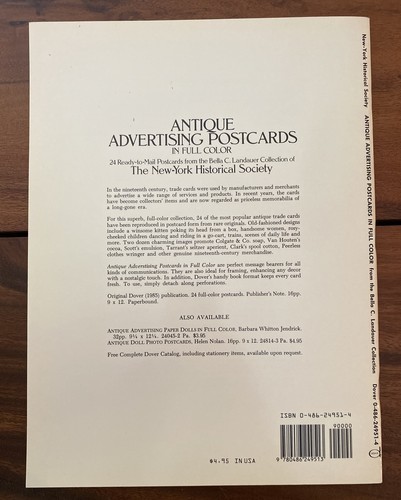 ANTIQUE
ADVERTISING POSTCARDS
IN FULL COLOR
24 Ready-to-Mail Postcards from the Bella C. Landauer Collection of
The New-York Historical Society
In the nineteenth century, trade cards were used by manufacturers and merchants
to advertise a wide range of services and products. In recent years, the cards
have become collectors' items and are now regarded as priceless memorabilia of
a long-gone era.
For this superb, full-color collection, 24 of the most popular antique trade cards
have been reproduced in postcard form from rare originals. Old-fashioned designs
include a winsome kitten poking its head from a box, handsome women, rosy-
cheeked children dancing and riding in a go-cart, trains, scenes of daily life and
more. Two dozen charming images promote Colgate & Co. soap, Van Houten's
cocoa, Scott's emulsion, Tarrant's seltzer aperient, Clark's spool cotton, Peerless
clothes wringer and other genuine nineteenth-century merchandise.
Antique Advertising Postcards in Full Color are perfect message bearers for all
kinds of communications. They are also ideal for framing, enhancing any decor
with a nostalgic touch. In addition, Dover's handy book format keeps every card
fresh. To use, simply detach along perforations.
Original Dover (1985) publication. 24 full-color postcards. Publisher's Note. 16pp.
9 x 12. Paperbound.
ALSO AVAILABLE
ANTIQUE ADVERTISING PAPER DOLLS IN FULL COLOR, Barbara Whitton Jendrick.
32pp. 9¼ x 12¼. 24045-2 Pa. $3.95
ANTIQUE DOLL PHOTO POSTCARDS, Helen Nolan. 16pp. 9 x 12. 24814-3 Pa. $4.95
Free Complete Dover Catalog, including stationery items, available upon request.
ISBN 0-486-24951-4
90000
9 780486 249513
$4.95 IN USA
New-York Historical Society ANTIQUE ADVERTISING POSTCARDS IN FULL COLOR from the Bella C. Landauer Collection Dover 0-486-24951-4